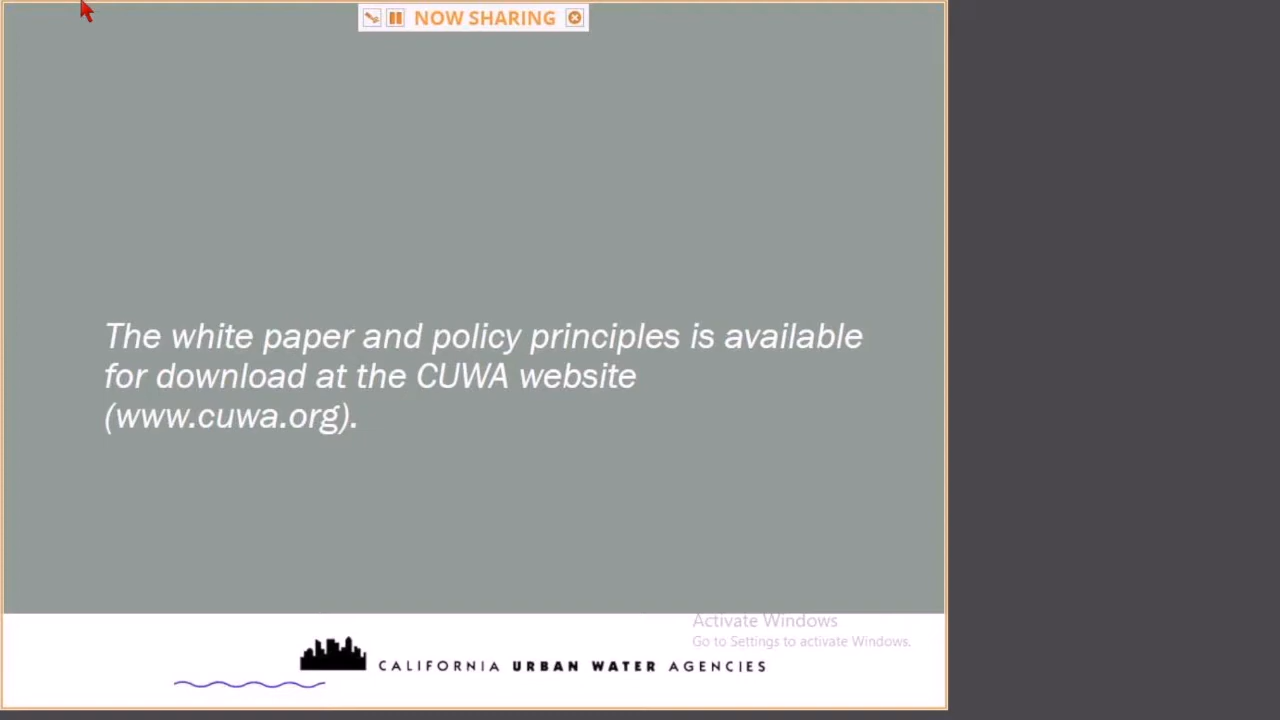 NOW SHARING
The white paper and policy principles is available
for download at the CUWA website
(www.cuwa.org).
Activate Windows
Go to Settings to activate Windows.
CALIFORNIA URBAN WATER AGENCIES